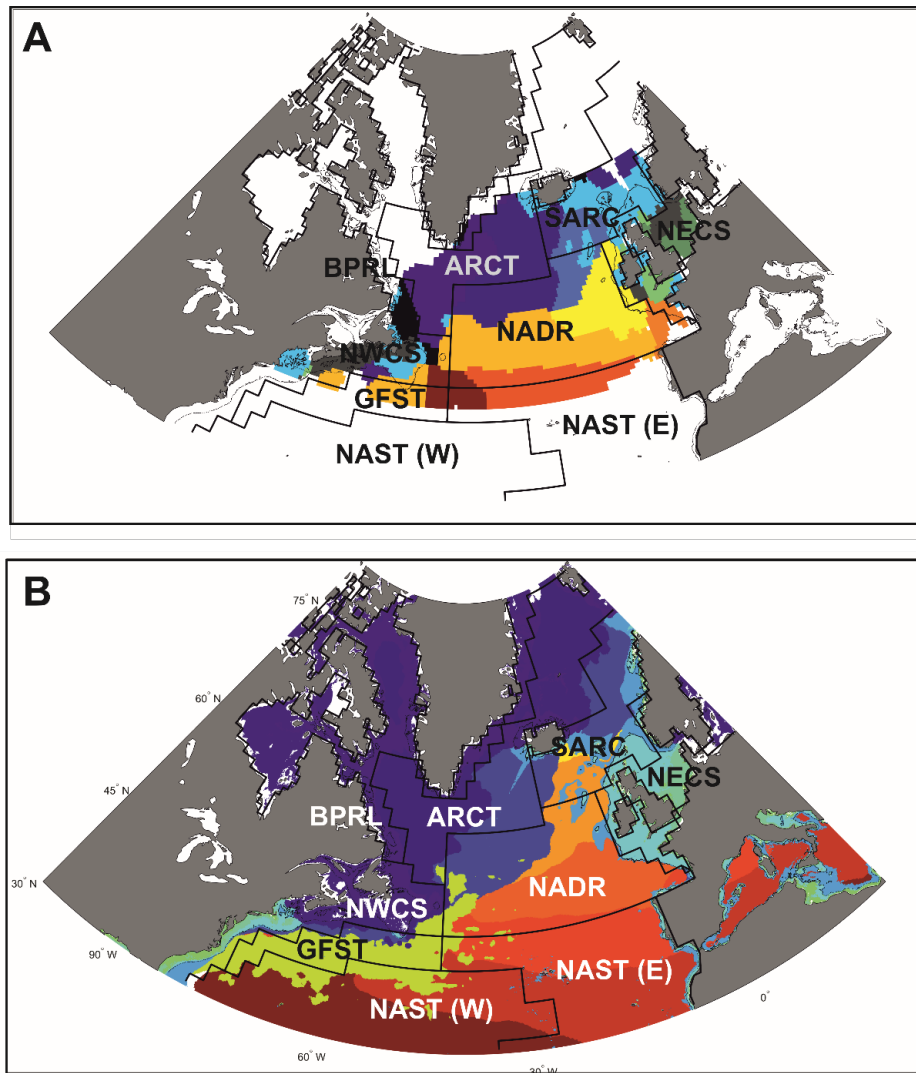 A
SARC
NECS
BPRL
ARCT
NADR
NWCS
GFST
NAST (E)
NAST (W)
B
75° N
60° N
SARC
NECS
45° N
BPRL
ARCT
30° N
NADR
NWCS
GFST
90° W
NAST (E)
NAST (W)
0°
60° W
30° W